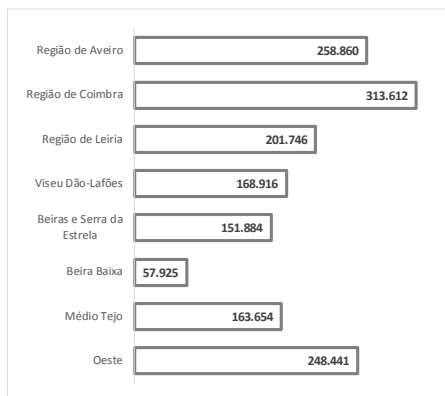 Região de Aveiro 258.860
Região de Coimbra 313.612
Região de Leiria 201.746
Viseu Dão-Lafões 168.916
Beiras e Serra da
Estrela 151.884
Beira Baixa 57.925
Médio Tejo 163.654
Oeste 248.441